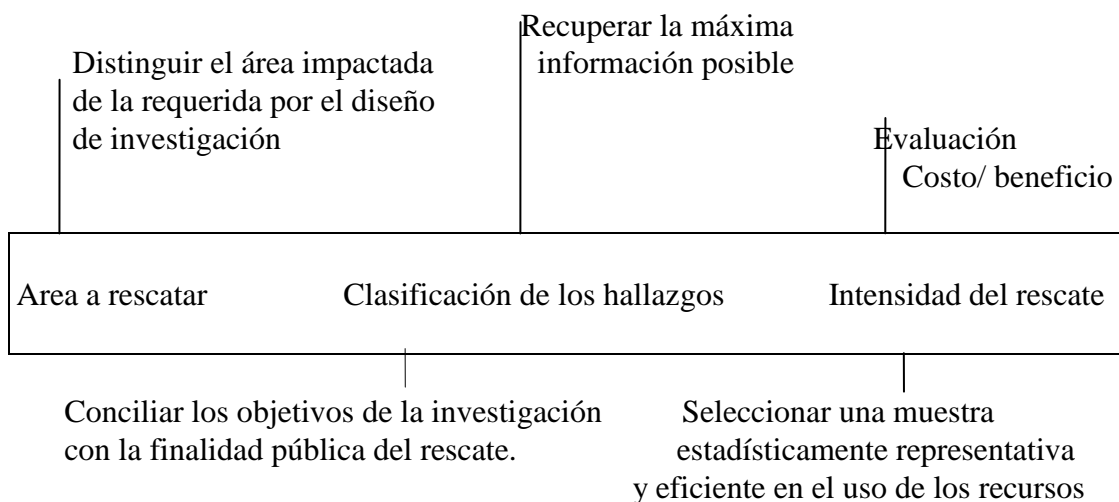 Recuperar la máxima
información posible
Distinguir el área impactada
de la requerida por el diseño
de investigación
Evaluación
Costo/ beneficio
Area a rescatar
Clasificación de los hallazgos
Intensidad del rescate
Conciliar los objetivos de la investigación
con la finalidad pública del rescate.
Seleccionar una muestra
estadísticamente representativa
y eficiente en el uso de los recursos